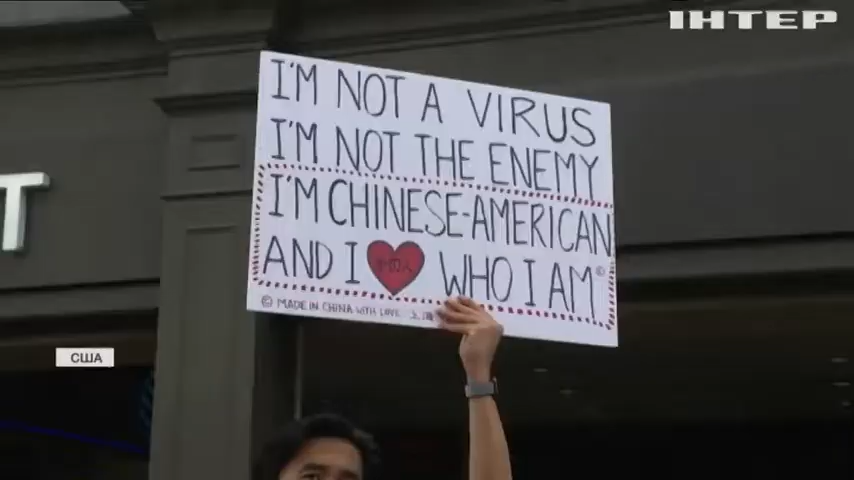 ІНТЕР
I'M NOT A VIRUS
I'M NOT THE ENEMY
I'M CHINESE-AMERICAN
AND I WHO I AM©
© MADE IN CHINA WITH LOVE
T
США